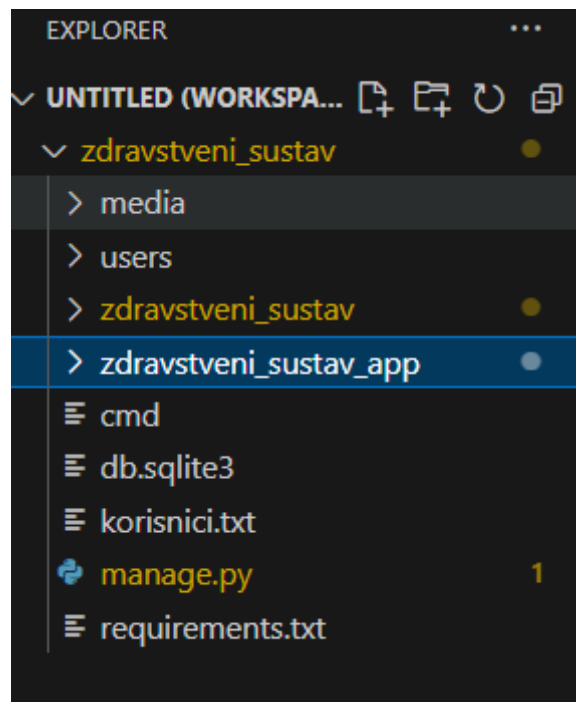 EXPLORER ...
UNTITLED (WORKSPA...
zdravstveni_sustav
media
users
zdravstveni_sustav
zdravstveni_sustav_app
cmd
db.sqlite3
korisnici.txt
manage.py 1
requirements.txt